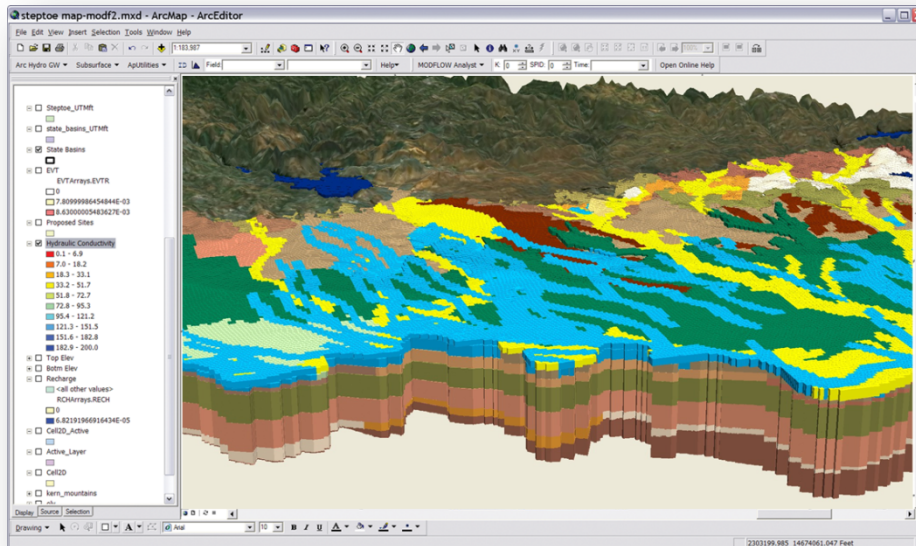 steptoe map-modf2.mxd - ArcMap - ArcEditor
File Edit View Insert Selection Tools Window Help
1:183,987
Arc Hydro GW Subsurface ApUtilities Field: Help MODFLOW Analyst K: 0 SPID: 0 Time: Open Online Help
Steptoe_UTMft
state_basins_UTMft
State Basins
EVT
EVTArrays.EVTR
0
7.80999986454844E-03
8.63000005483627E-03
Proposed Sites
Hydraulic Conductivity
0.1 - 6.9
7.0 - 18.2
18.3 - 33.1
33.2 - 51.7
51.8 - 72.7
72.8 - 95.3
95.4 - 121.2
121.3 - 151.5
151.6 - 182.8
182.9 - 200.0
Top Elev
Botm Elev
Recharge
<all other values>
RCHArrays.RECH
0
6.82191966916434E-05
Cell2D_Active
Active_Layer
Cell2D
kern_mountains
Display Source Selection
Drawing A Arial 10 B I U A
2303199.985 14674061.047 Feet